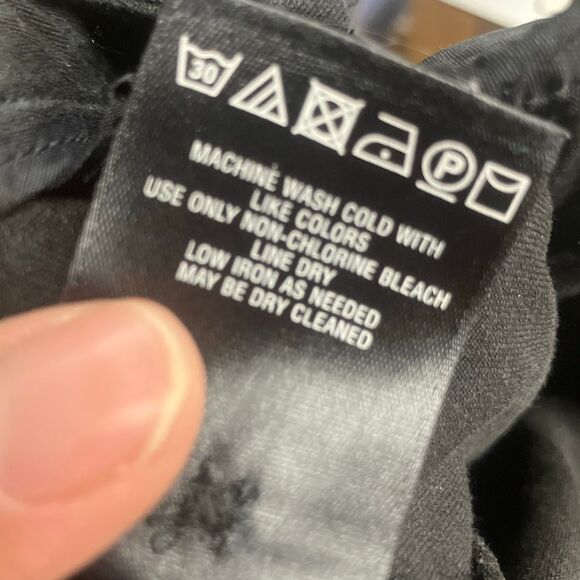 30 P
MACHINE WASH COLD WITH
LIKE COLORS
USE ONLY NON-CHLORINE BLEACH
LINE DRY
LOW IRON AS NEEDED
MAY BE DRY CLEANED